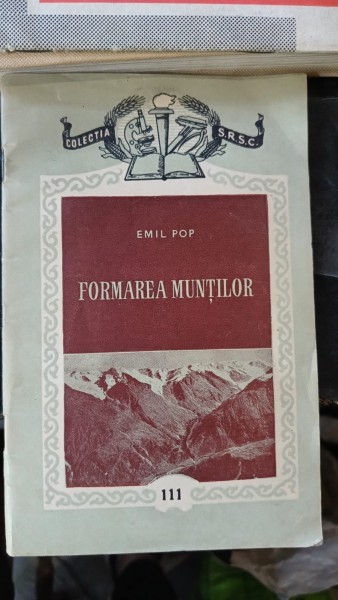 COLECȚIA S.R.S.C.
EMIL POP
FORMAREA MUNȚILOR
111